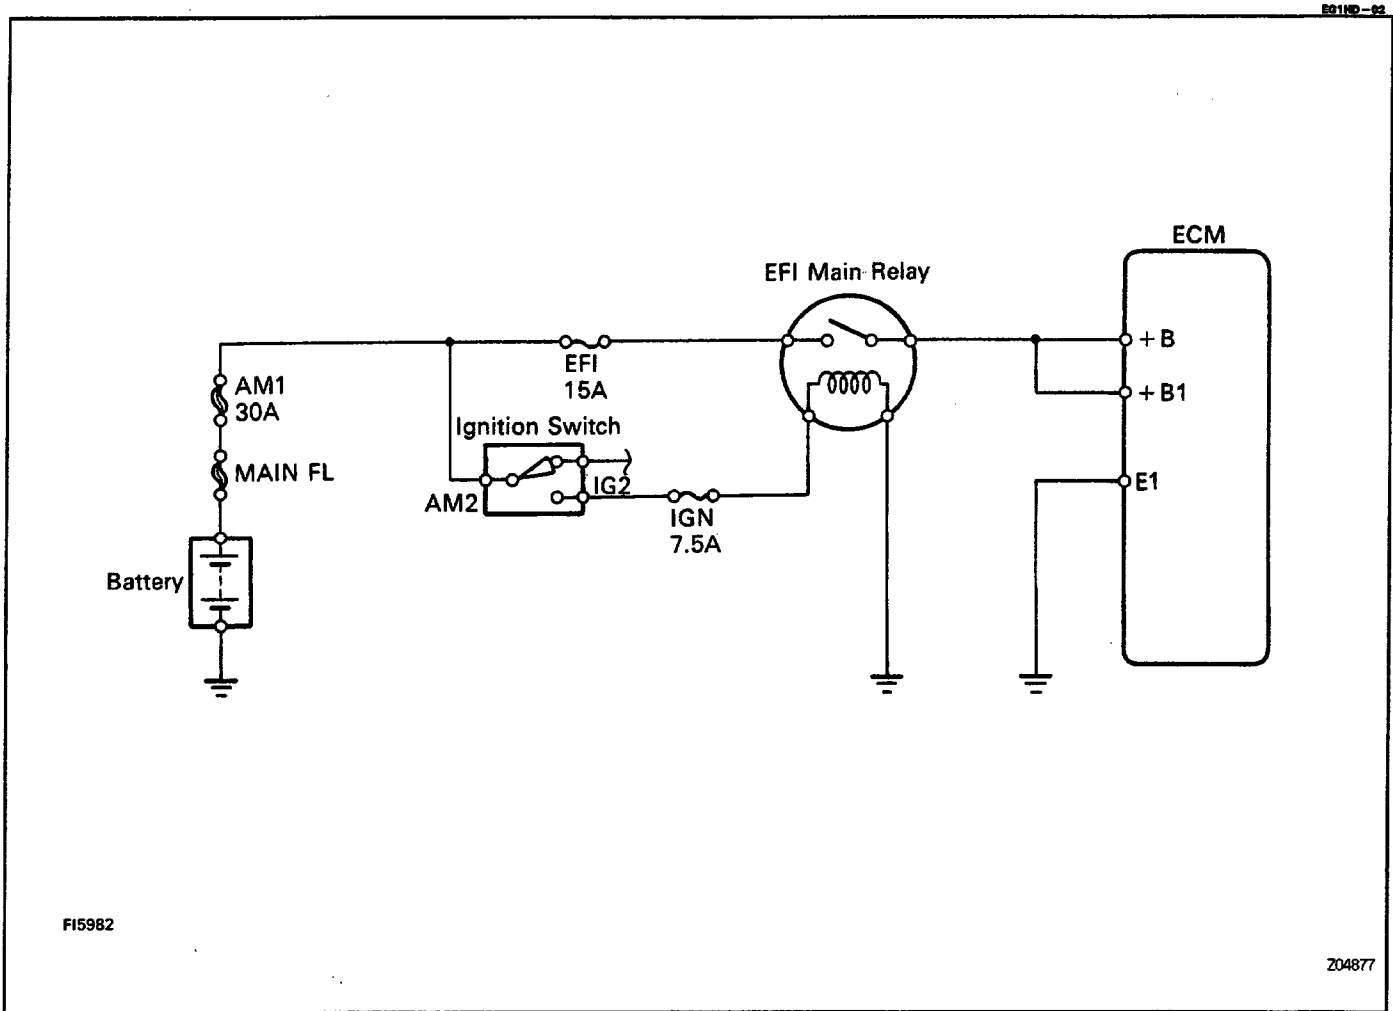 EG1HD-02
ECM
EFI Main Relay
+B
EFI
15A
+B1
AM1
30A
Ignition Switch
MAIN FL
AM2
IG2
E1
IGN
7.5A
Battery
FI5982
Z04877